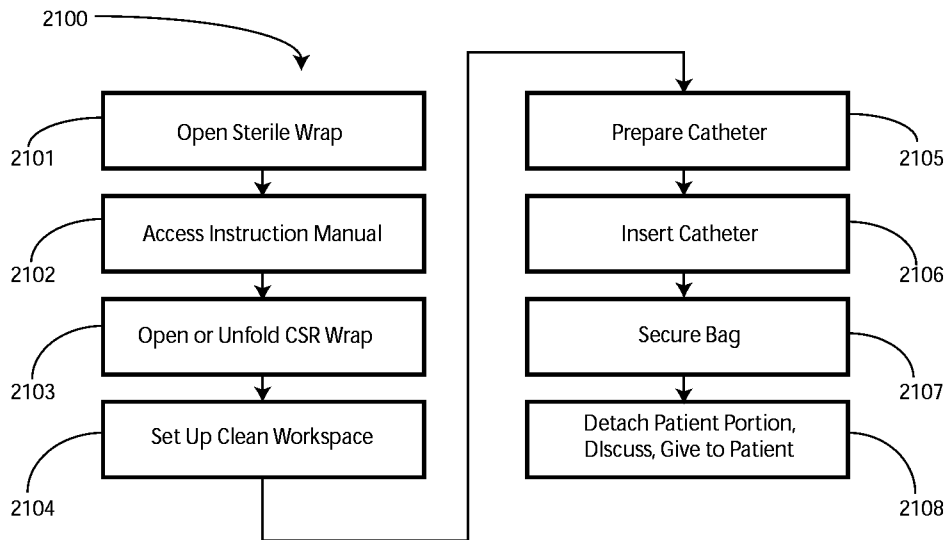 2100
Open Sterile Wrap
2101
Access Instruction Manual
2102
Open or Unfold CSR Wrap
2103
Set Up Clean Workspace
2104
Prepare Catheter
2105
Insert Catheter
2106
Secure Bag
2107
Detach Patient Portion,
DIscuss, Give to Patient
2108